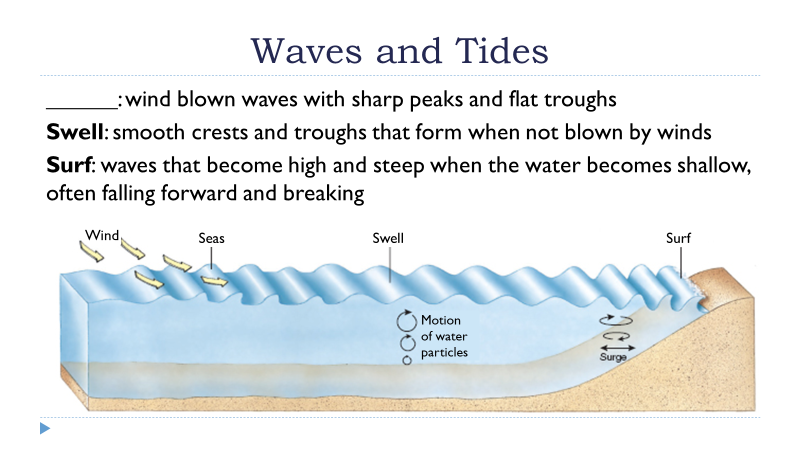 Waves and Tides
______: wind blown waves with sharp peaks and flat troughs
Swell: smooth crests and troughs that form when not blown by winds
Surf: waves that become high and steep when the water becomes shallow,
often falling forward and breaking
Wind
Seas
Swell
Surf
Motion
of water
particles
Surge